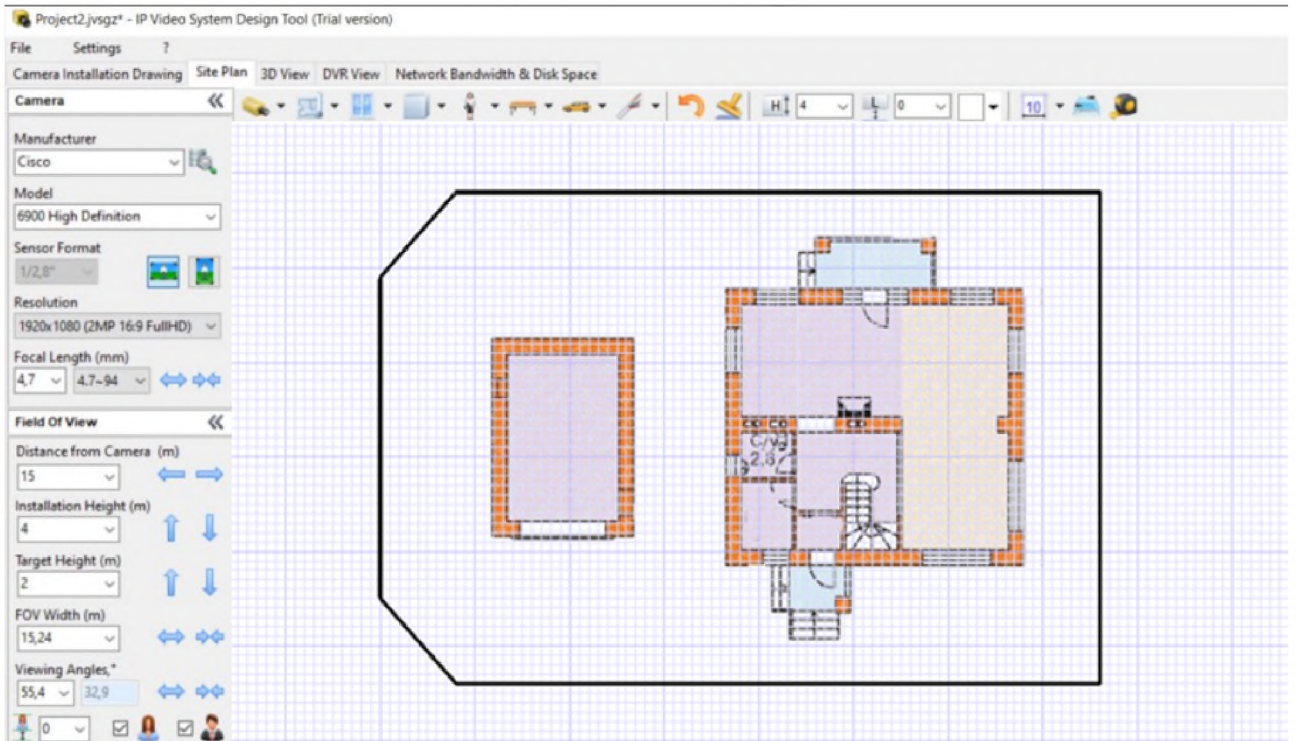 Project2.jvsgz* - IP Video System Design Tool (Trial version)
File Settings ?
Camera Installation Drawing Site Plan 3D View DVR View Network Bandwidth & Disk Space
Camera
H 4 L 0 10
Manufacturer
Cisco
Model
6900 High Definition
Sensor Format
1/2,8"
Resolution
1920x1080 (2MP 16:9 FullHD)
Focal Length (mm)
4,7 4.7~94
Field Of View
Distance from Camera (m)
15
Installation Height (m)
4
Target Height (m)
2
FOV Width (m)
15,24
Viewing Angles,°
55,4 32,9
0
С/У
2,8